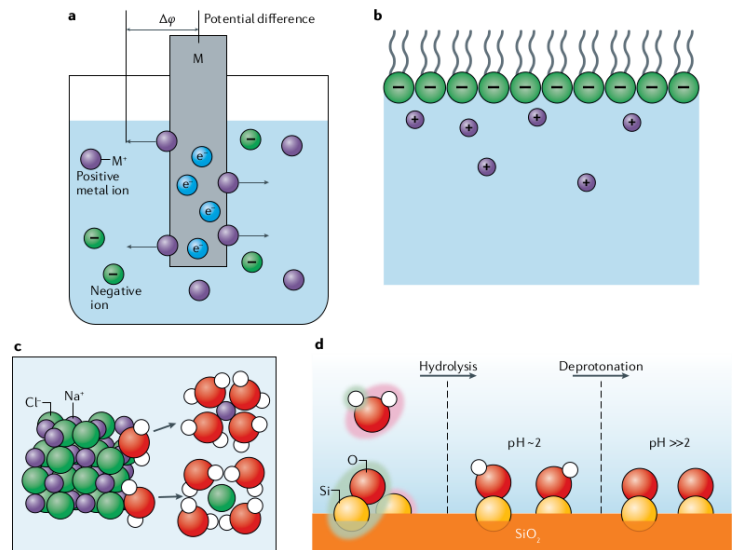 a
Δφ
Potential difference
M
M⁺
Positive
metal ion
e⁻
e⁻
e⁻
e⁻
−
−
−
−
Negative
ion
b
− − − − − − − − − −
+
+
+
+
+
+
c
Cl⁻
Na⁺
d
Hydrolysis
Deprotonation
pH ~2
pH >>2
O
Si
SiO₂